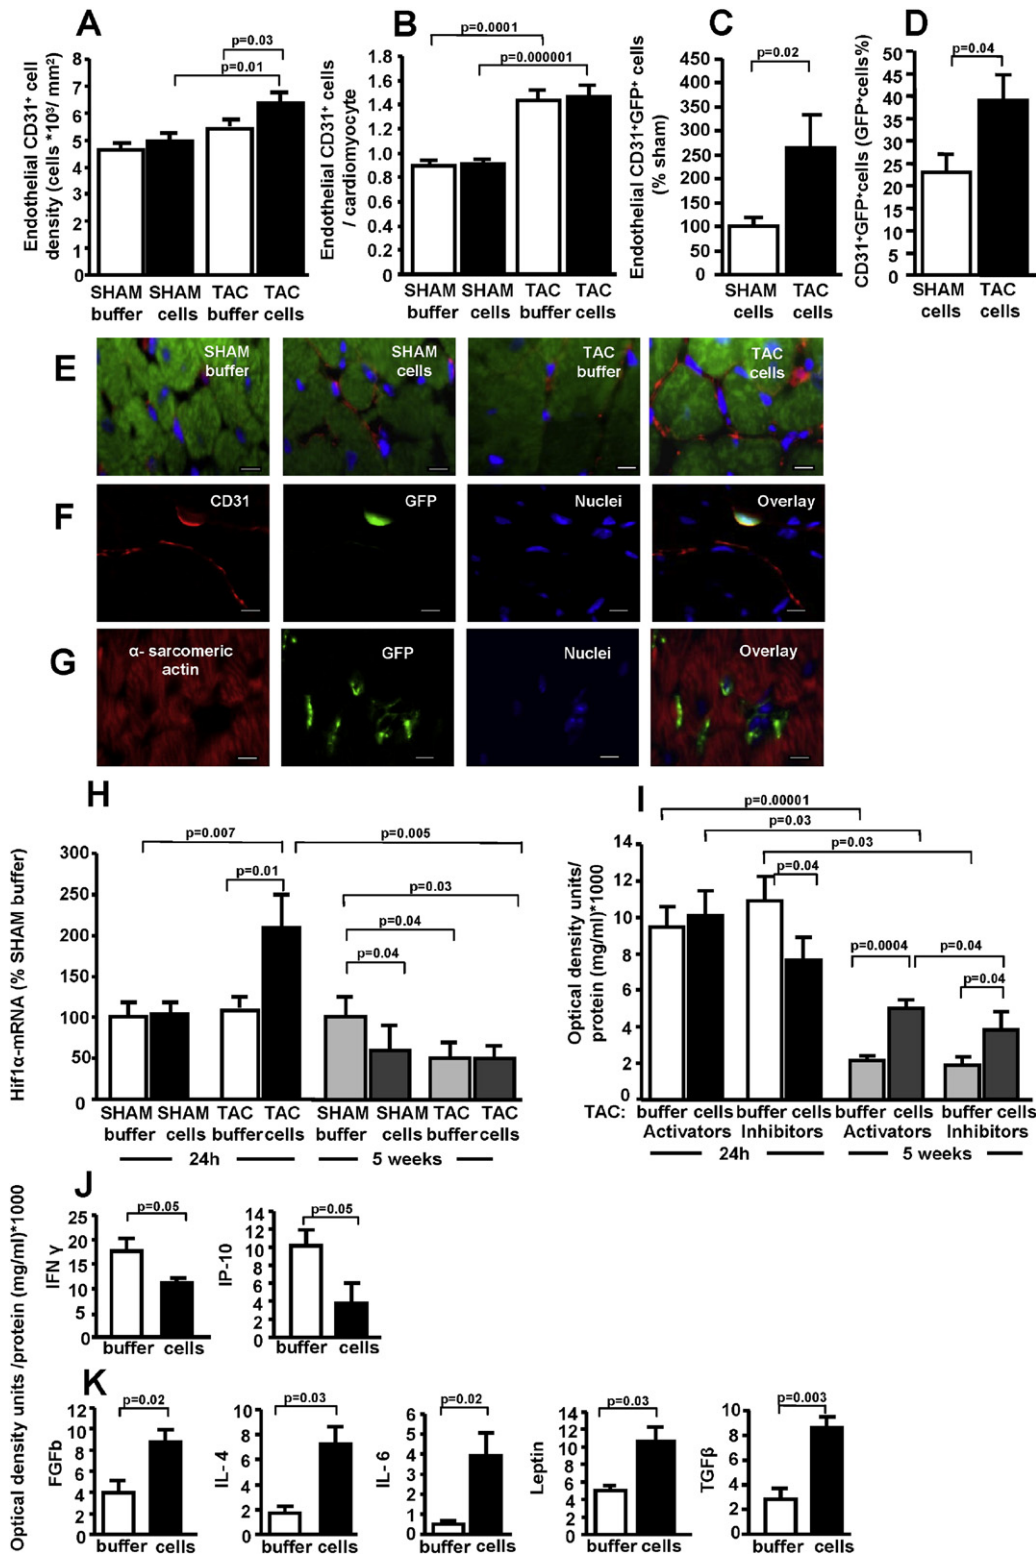 A
Endothelial CD31⁺ cell
density (cells *10³/ mm²)
8
7
6
5
4
3
2
1
0
p=0.03
p=0.01
SHAM SHAM TAC TAC
buffer cells buffer cells
B
Endothelial CD31⁺ cells
/ cardiomyocyte
1.8
1.6
1.4
1.2
1.0
0.8
0.6
0.4
0.2
0
p=0.0001
p=0.000001
SHAM SHAM TAC TAC
buffer cells buffer cells
C
Endothelial CD31⁺GFP⁺ cells
(% sham)
450
400
350
300
250
200
150
100
50
0
p=0.02
SHAM TAC
cells cells
D
CD31⁺GFP⁺cells (GFP⁺cells%)
50
45
40
35
30
25
20
15
10
5
0
p=0.04
SHAM TAC
cells cells
E
SHAM
buffer
SHAM
cells
TAC
buffer
TAC
cells
F
CD31
GFP
Nuclei
Overlay
G
α- sarcomeric
actin
GFP
Nuclei
Overlay
H
Hif1α-mRNA (% SHAM buffer)
300
250
200
150
100
50
0
p=0.007
p=0.005
p=0.01
p=0.03
p=0.04
p=0.04
SHAM SHAM TAC TAC SHAM SHAM TAC TAC
buffer cells buffer cells buffer cells buffer cells
24h 5 weeks
I
Optical density units/
protein (mg/ml)*1000
14
12
10
8
6
4
2
0
p=0.00001
p=0.03
p=0.03
p=0.04
p=0.0004
p=0.04
p=0.04
TAC: buffer cells buffer cells buffer cells buffer cells
Activators Inhibitors Activators Inhibitors
24h 5 weeks
Optical density units /protein (mg/ml)*1000
J
IFN γ
25
20
15
10
5
0
p=0.05
buffer cells
IP-10
14
12
10
8
6
4
2
0
p=0.05
buffer cells
K
FGFb
12
10
8
6
4
2
0
p=0.02
buffer cells
IL- 4
10
8
6
4
2
0
p=0.03
buffer cells
IL- 6
6
5
4
3
2
1
0
p=0.02
buffer cells
Leptin
14
12
10
8
6
4
2
0
p=0.03
buffer cells
TGFβ
10
8
6
4
2
0
p=0.003
buffer cells